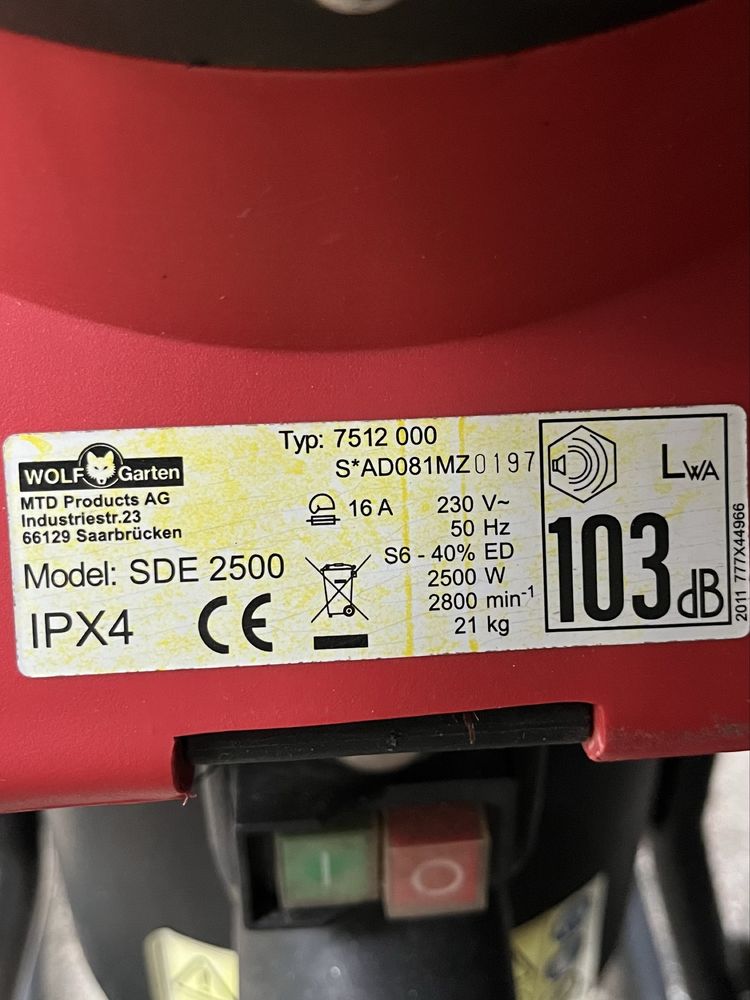 WOLF Garten
MTD Products AG
Industriestr.23
66129 Saarbrücken
Model: SDE 2500
IPX4
CE
Typ: 7512 000
S*AD081MZ0197
16 A
230 V~
50 Hz
S6 - 40% ED
2500 W
2800 min⁻¹
21 kg
LWA
103 dB
2011 777X44966
I O